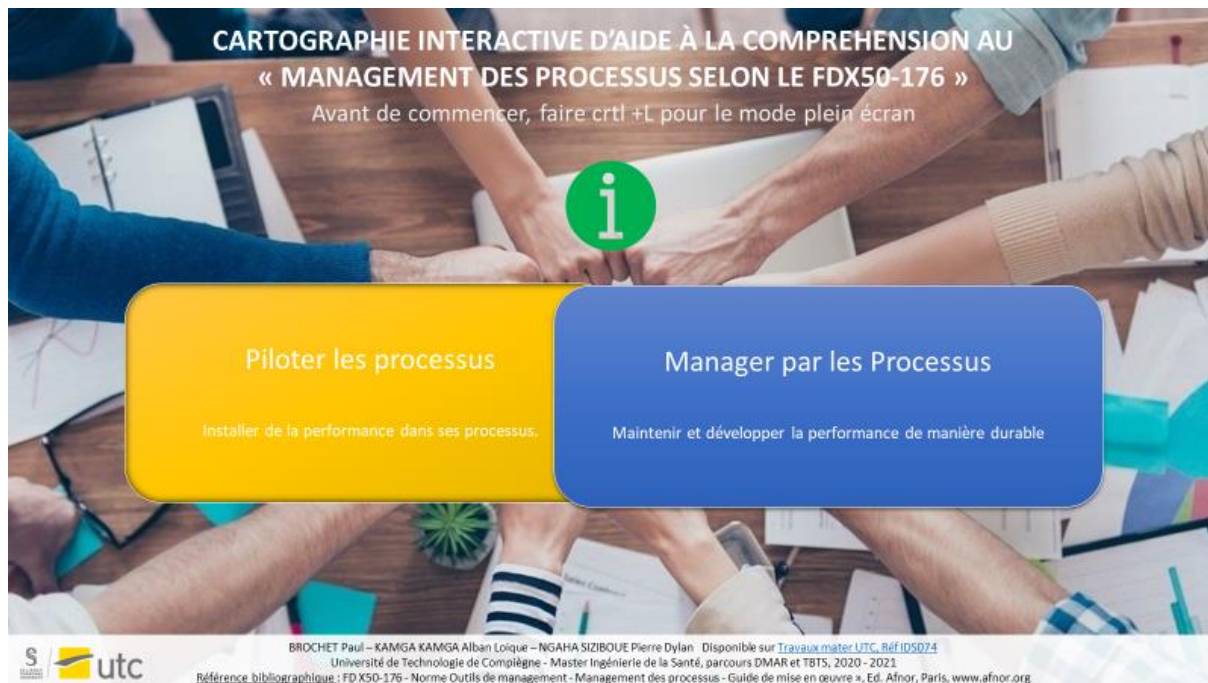 CARTOGRAPHIE INTERACTIVE D'AIDE À LA COMPREHENSION AU
« MANAGEMENT DES PROCESSUS SELON LE FDX50-176 »
Avant de commencer, faire crtl +L pour le mode plein écran
i
Piloter les processus
Installer de la performance dans ses processus.
Manager par les Processus
Maintenir et développer la performance de manière durable
BROCHET Paul – KAMGA KAMGA Alban Loïque – NGAHA SIZIBOUE Pierre Dylan Disponible sur Travaux mater UTC, Réf IDS074
Université de Technologie de Compiègne - Master Ingénierie de la Santé, parcours DMAR et TBTS, 2020 - 2021
Référence bibliographique : FD X50-176 - Norme Outils de management - Management des processus - Guide de mise en œuvre », Ed. Afnor, Paris, www.afnor.org
S
utc